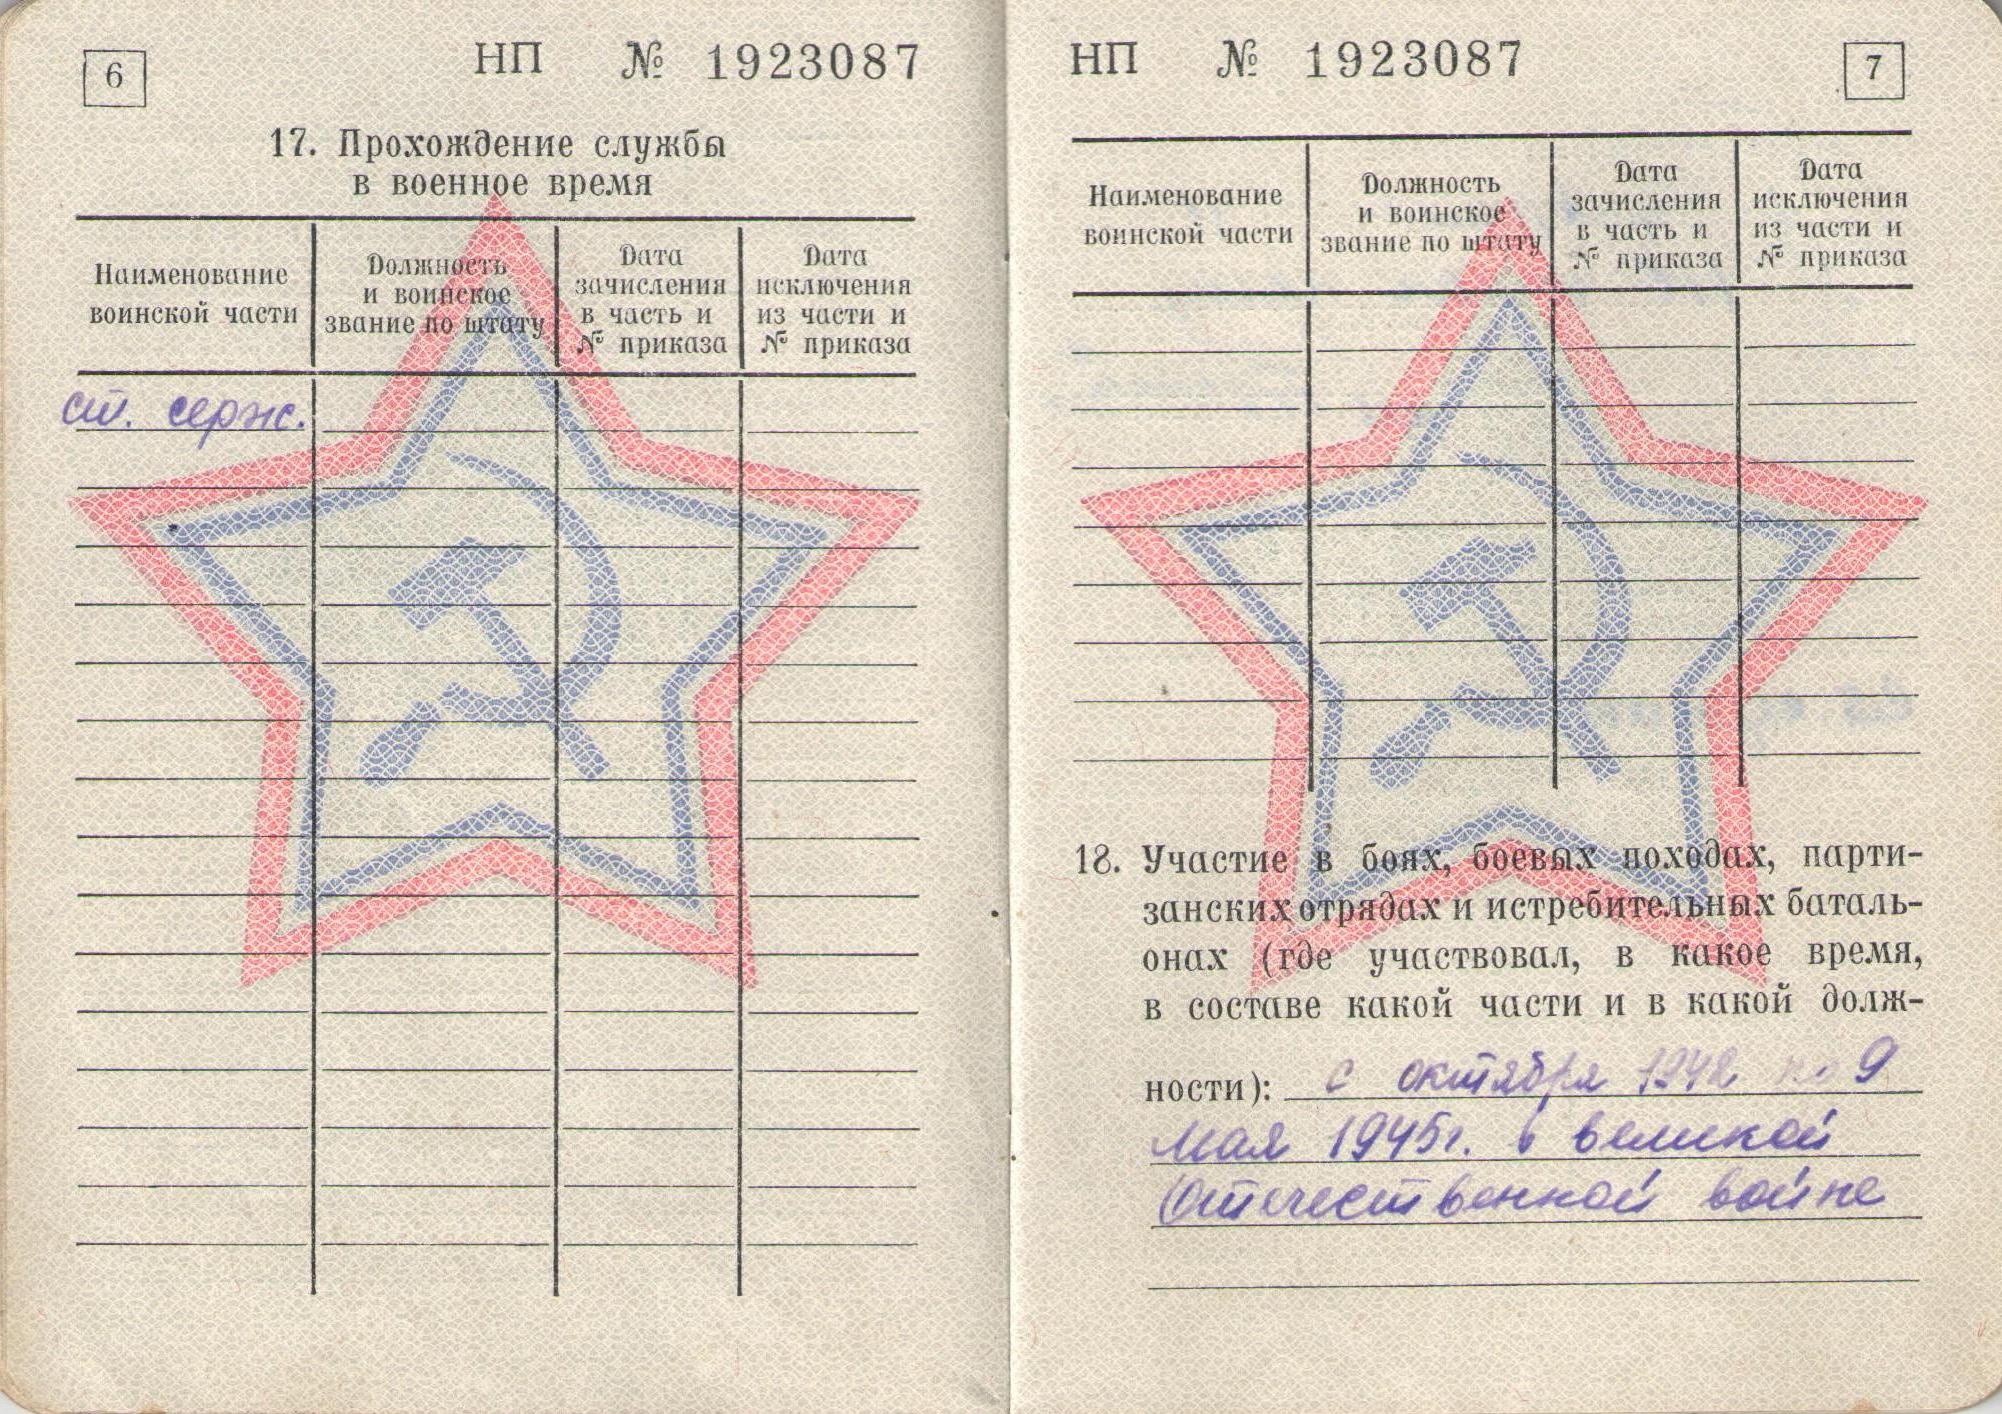 6
НП № 1923087
17. Прохождение службы
в военное время
Наименование
воинской части
Должность
и воинское
звание по штату
Дата
зачисления
в часть и
№ приказа
Дата
исключения
из части и
№ приказа
ст. серж.
НП № 1923087
7
Наименование
воинской части
Должность
и воинское
звание по штату
Дата
зачисления
в часть и
№ приказа
Дата
исключения
из части и
№ приказа
18. Участие в боях, боевых походах, парти-
занских отрядах и истребительных баталь-
онах (где участвовал, в какое время,
в составе какой части и в какой долж-
ности): с октября 1942 по 9
мая 1945г. в великой
Отечественной войне